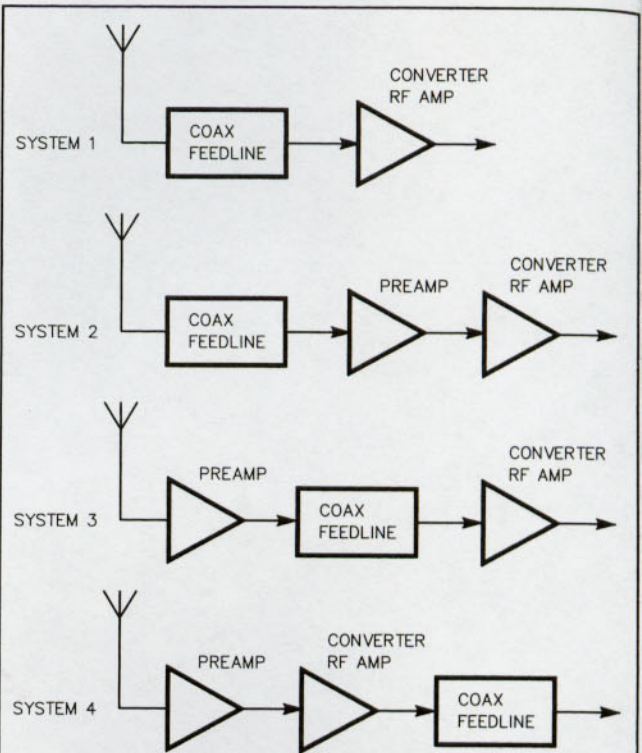 CONVERTER
RF AMP
SYSTEM 1
COAX
FEEDLINE
CONVERTER
RF AMP
PREAMP
SYSTEM 2
COAX
FEEDLINE
CONVERTER
RF AMP
PREAMP
SYSTEM 3
COAX
FEEDLINE
CONVERTER
RF AMP
PREAMP
SYSTEM 4
COAX
FEEDLINE